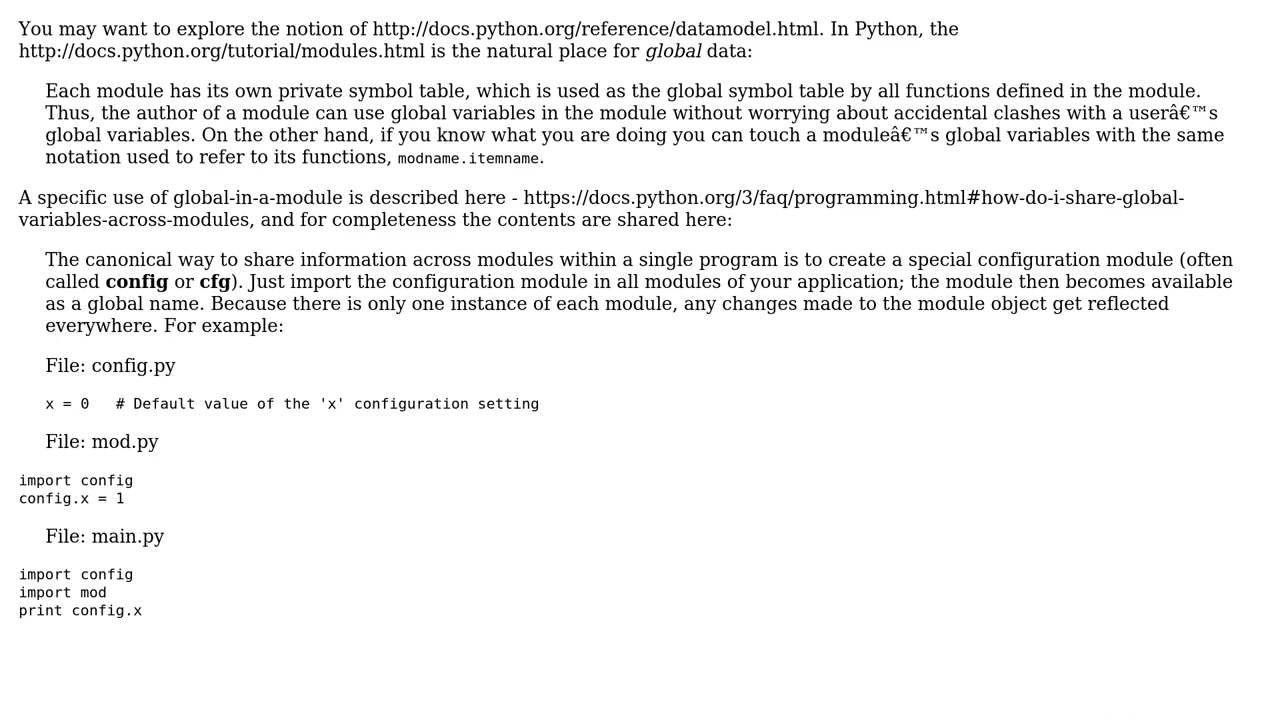 You may want to explore the notion of http://docs.python.org/reference/datamodel.html. In Python, the
http://docs.python.org/tutorial/modules.html is the natural place for global data:
Each module has its own private symbol table, which is used as the global symbol table by all functions defined in the module.
Thus, the author of a module can use global variables in the module without worrying about accidental clashes with a userâ€™s
global variables. On the other hand, if you know what you are doing you can touch a moduleâ€™s global variables with the same
notation used to refer to its functions, modname.itemname.
A specific use of global-in-a-module is described here - https://docs.python.org/3/faq/programming.html#how-do-i-share-global-
variables-across-modules, and for completeness the contents are shared here:
The canonical way to share information across modules within a single program is to create a special configuration module (often
called config or cfg). Just import the configuration module in all modules of your application; the module then becomes available
as a global name. Because there is only one instance of each module, any changes made to the module object get reflected
everywhere. For example:
File: config.py
x = 0   # Default value of the 'x' configuration setting
File: mod.py
import config
config.x = 1
File: main.py
import config
import mod
print config.x